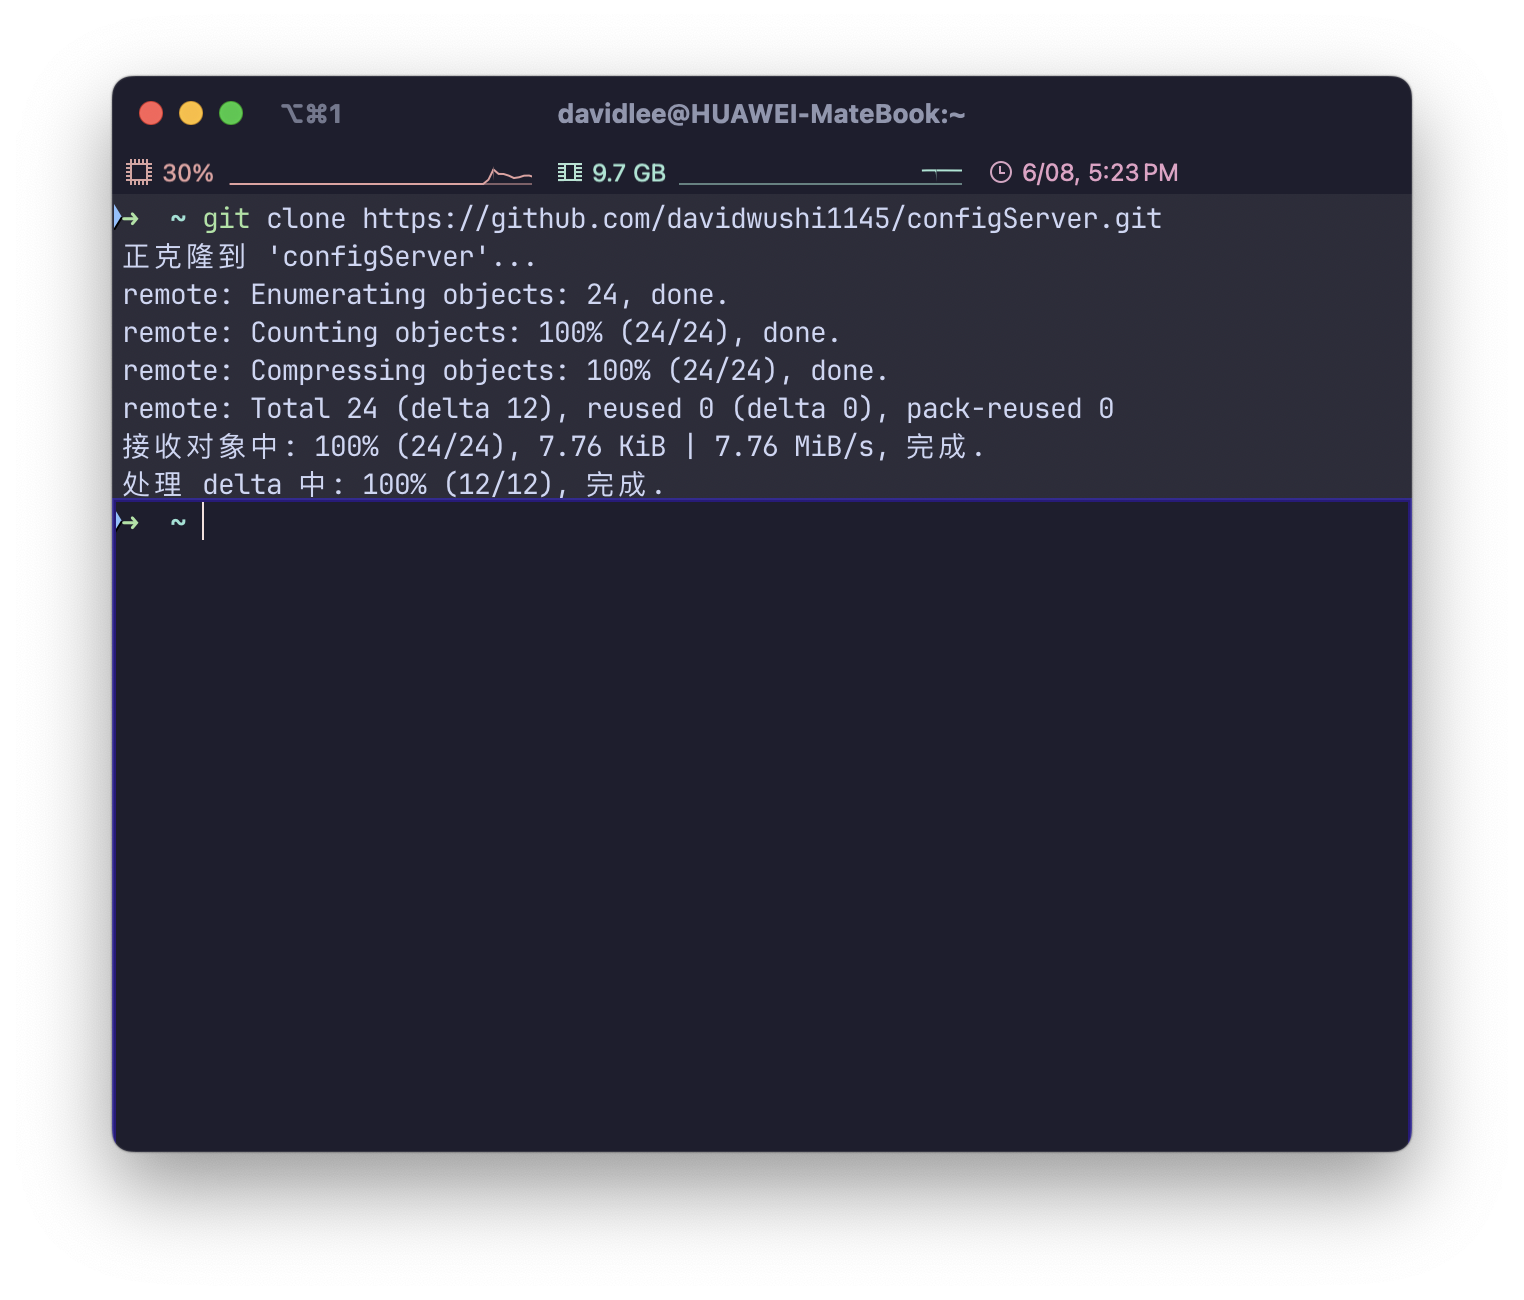 ⌥⌘1
davidlee@HUAWEI-MateBook:~
30%
9.7 GB
6/08, 5:23 PM
➜  ~ git clone https://github.com/davidwushi1145/configServer.git
正克隆到 'configServer'...
remote: Enumerating objects: 24, done.
remote: Counting objects: 100% (24/24), done.
remote: Compressing objects: 100% (24/24), done.
remote: Total 24 (delta 12), reused 0 (delta 0), pack-reused 0
接收对象中: 100% (24/24), 7.76 KiB | 7.76 MiB/s, 完成.
处理 delta 中: 100% (12/12), 完成.
➜  ~